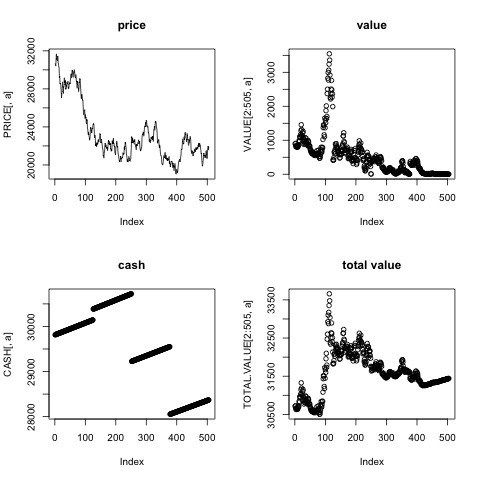 price
PRICE[, a]
20000 24000 28000 32000
0 100 200 300 400 500
Index
value
VALUE[2:505, a]
0 1000 2000 3000
0 100 200 300 400 500
Index
cash
CASH[, a]
28000 29000 30000
0 100 200 300 400 500
Index
total value
TOTAL.VALUE[2:505, a]
30500 31500 32500 33500
0 100 200 300 400 500
Index